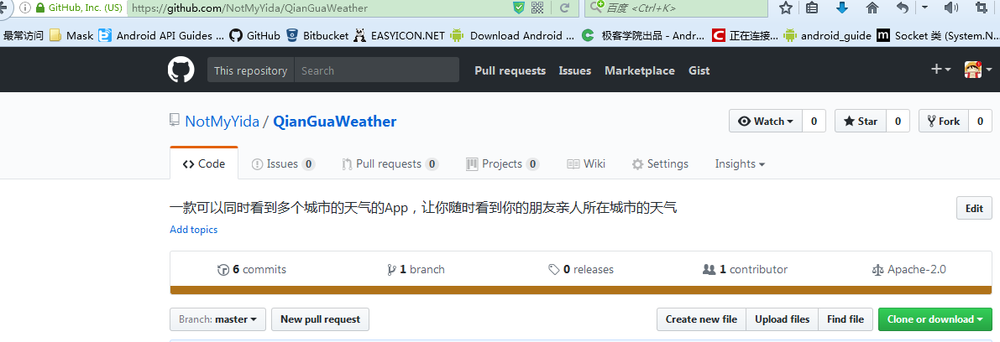 GitHub, Inc. (US) https://github.com/NotMyYida/QianGuaWeather 百度 <Ctrl+K>
最常访问 Mask Android API Guides ... GitHub Bitbucket EASYICON.NET Download Android ... 极客学院出品 - Andr... 正在连接... android_guide Socket 类 (System.N...
This repository Search Pull requests Issues Marketplace Gist
NotMyYida / QianGuaWeather Watch 0 Star 0 Fork 0
Code Issues 0 Pull requests 0 Projects 0 Wiki Settings Insights
一款可以同时看到多个城市的天气的App，让你随时看到你的朋友亲人所在城市的天气 Edit
Add topics
6 commits 1 branch 0 releases 1 contributor Apache-2.0
Branch: master New pull request Create new file Upload files Find file Clone or download